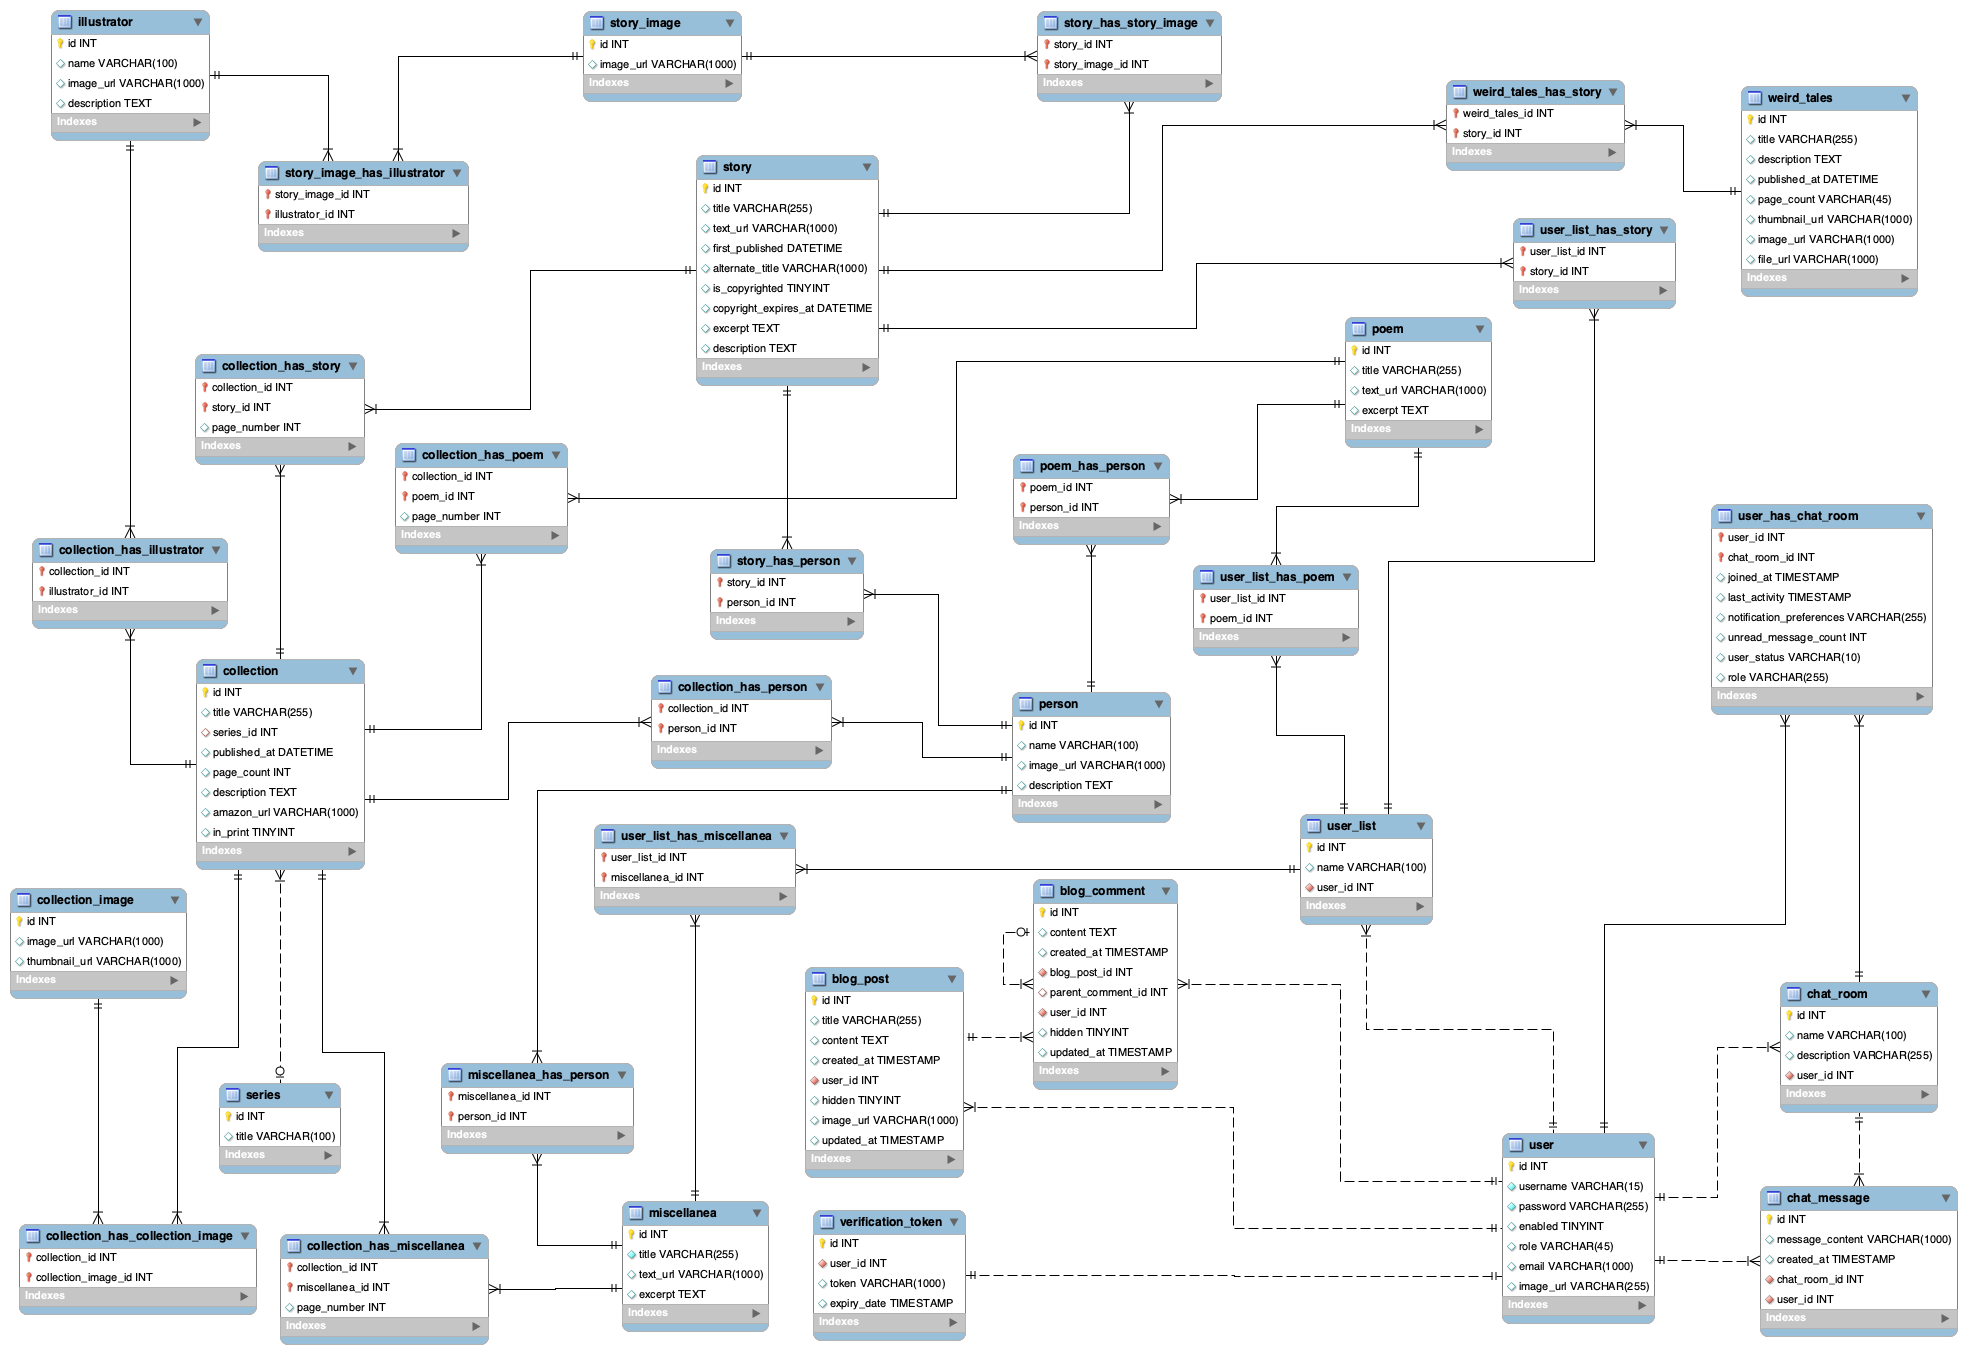 illustrator
id INT
name VARCHAR(100)
image_url VARCHAR(1000)
description TEXT
Indexes
story_image
id INT
image_url VARCHAR(1000)
Indexes
story_has_story_image
story_id INT
story_image_id INT
Indexes
weird_tales_has_story
weird_tales_id INT
story_id INT
Indexes
weird_tales
id INT
title VARCHAR(255)
description TEXT
published_at DATETIME
page_count VARCHAR(45)
thumbnail_url VARCHAR(1000)
image_url VARCHAR(1000)
file_url VARCHAR(1000)
Indexes
story_image_has_illustrator
story_image_id INT
illustrator_id INT
Indexes
story
id INT
title VARCHAR(255)
text_url VARCHAR(1000)
first_published DATETIME
alternate_title VARCHAR(1000)
is_copyrighted TINYINT
copyright_expires_at DATETIME
excerpt TEXT
description TEXT
Indexes
user_list_has_story
user_list_id INT
story_id INT
Indexes
poem
id INT
title VARCHAR(255)
text_url VARCHAR(1000)
excerpt TEXT
Indexes
collection_has_story
collection_id INT
story_id INT
page_number INT
Indexes
collection_has_poem
collection_id INT
poem_id INT
page_number INT
Indexes
poem_has_person
poem_id INT
person_id INT
Indexes
user_has_chat_room
user_id INT
chat_room_id INT
joined_at TIMESTAMP
last_activity TIMESTAMP
notification_preferences VARCHAR(255)
unread_message_count INT
user_status VARCHAR(10)
role VARCHAR(255)
Indexes
collection_has_illustrator
collection_id INT
illustrator_id INT
Indexes
story_has_person
story_id INT
person_id INT
Indexes
user_list_has_poem
user_list_id INT
poem_id INT
Indexes
collection
id INT
title VARCHAR(255)
series_id INT
published_at DATETIME
page_count INT
description TEXT
amazon_url VARCHAR(1000)
in_print TINYINT
Indexes
collection_has_person
collection_id INT
person_id INT
Indexes
person
id INT
name VARCHAR(100)
image_url VARCHAR(1000)
description TEXT
Indexes
user_list_has_miscellanea
user_list_id INT
miscellanea_id INT
Indexes
user_list
id INT
name VARCHAR(100)
user_id INT
Indexes
collection_image
id INT
image_url VARCHAR(1000)
thumbnail_url VARCHAR(1000)
Indexes
blog_comment
id INT
content TEXT
created_at TIMESTAMP
blog_post_id INT
parent_comment_id INT
user_id INT
hidden TINYINT
updated_at TIMESTAMP
Indexes
blog_post
id INT
title VARCHAR(255)
content TEXT
created_at TIMESTAMP
user_id INT
hidden TINYINT
image_url VARCHAR(1000)
updated_at TIMESTAMP
Indexes
chat_room
id INT
name VARCHAR(100)
description VARCHAR(255)
user_id INT
Indexes
series
id INT
title VARCHAR(100)
Indexes
miscellanea_has_person
miscellanea_id INT
person_id INT
Indexes
user
id INT
username VARCHAR(15)
password VARCHAR(255)
enabled TINYINT
role VARCHAR(45)
email VARCHAR(1000)
image_url VARCHAR(255)
Indexes
chat_message
id INT
message_content VARCHAR(1000)
created_at TIMESTAMP
chat_room_id INT
user_id INT
Indexes
collection_has_collection_image
collection_id INT
collection_image_id INT
Indexes
collection_has_miscellanea
collection_id INT
miscellanea_id INT
page_number INT
Indexes
miscellanea
id INT
title VARCHAR(255)
text_url VARCHAR(1000)
excerpt TEXT
Indexes
verification_token
id INT
user_id INT
token VARCHAR(1000)
expiry_date TIMESTAMP
Indexes